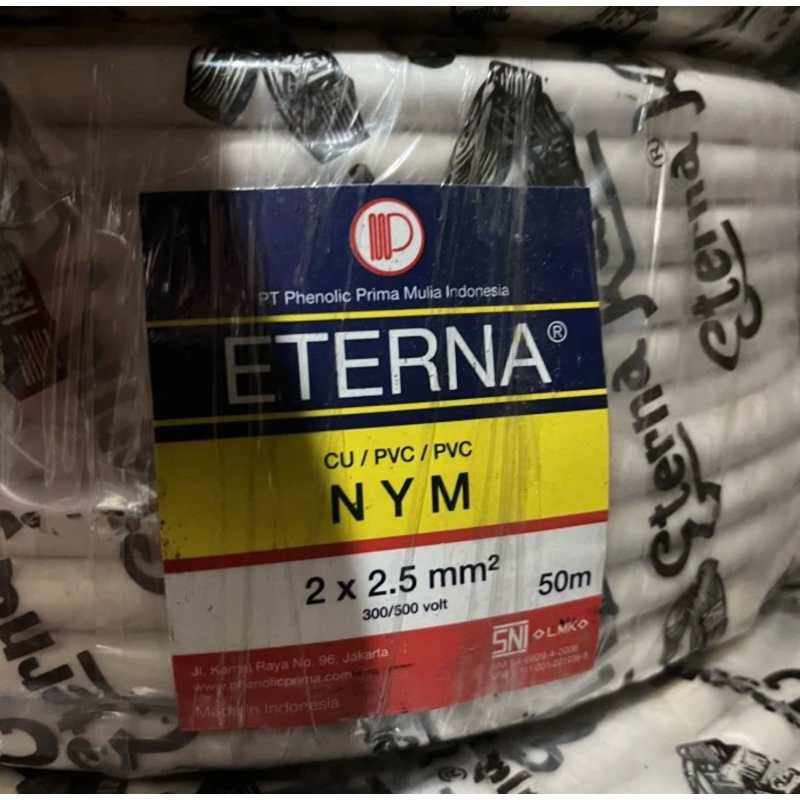 PT Phenolic Prima Mulia Indonesia
ETERNA®
CU / PVC / PVC
NYM
2 x 2.5 mm²
50m
300/500 volt
SNI LMK
Jl. Kamal Raya No. 96, Jakarta
www.phenolicprima.com
Made in Indonesia
Eterna
Eterna